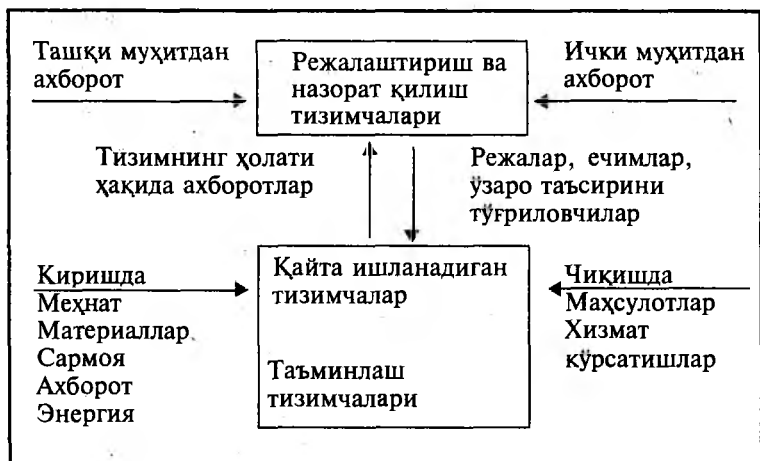 Ташқи муҳитдан
ахборот
Режалаштириш ва
назорат қилиш
тизимчалари
Ички муҳитдан
ахборот
Тизимнинг ҳолати
ҳақида ахборотлар
Режалар, ечимлар,
ўзаро таъсирини
тўғриловчилар
Киришда
Меҳнат
Материаллар
Сармоя
Ахборот
Энергия
Қайта ишланадиган
тизимчалар
Таъминлаш
тизимчалари
Чиқишда
Маҳсулотлар
Хизмат
кўрсатишлар